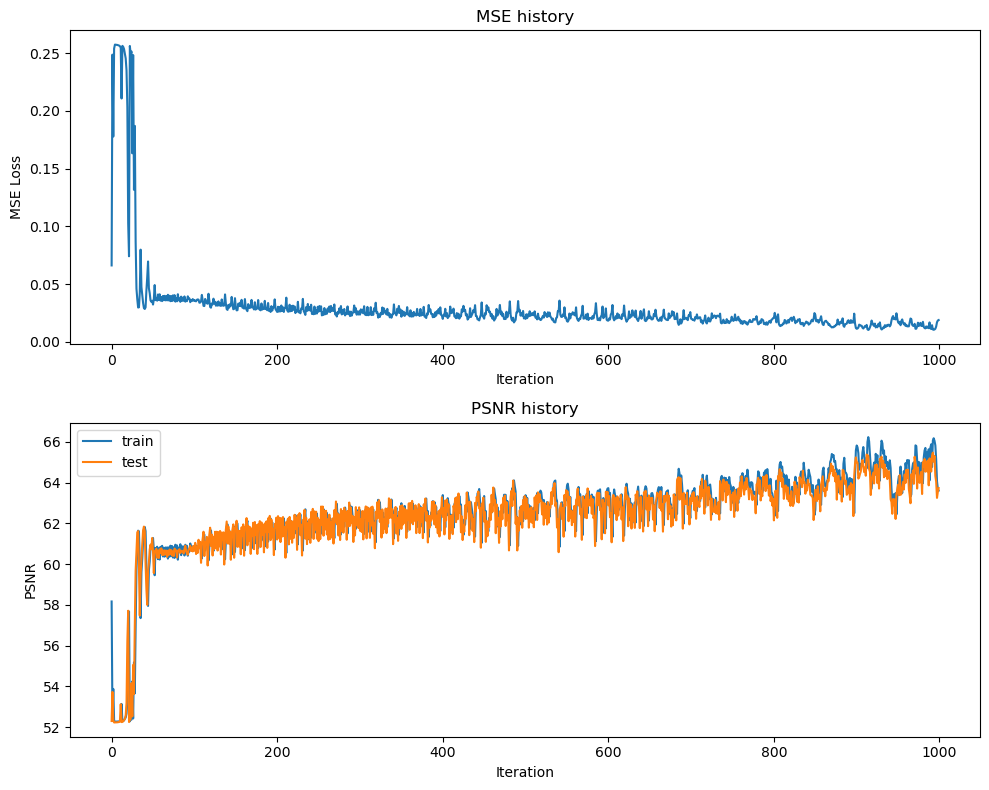 MSE history
0.25
0.20
0.15
0.10
0.05
0.00
MSE Loss
0 200 400 600 800 1000
Iteration
PSNR history
train
test
66
64
62
60
58
56
54
52
PSNR
0 200 400 600 800 1000
Iteration